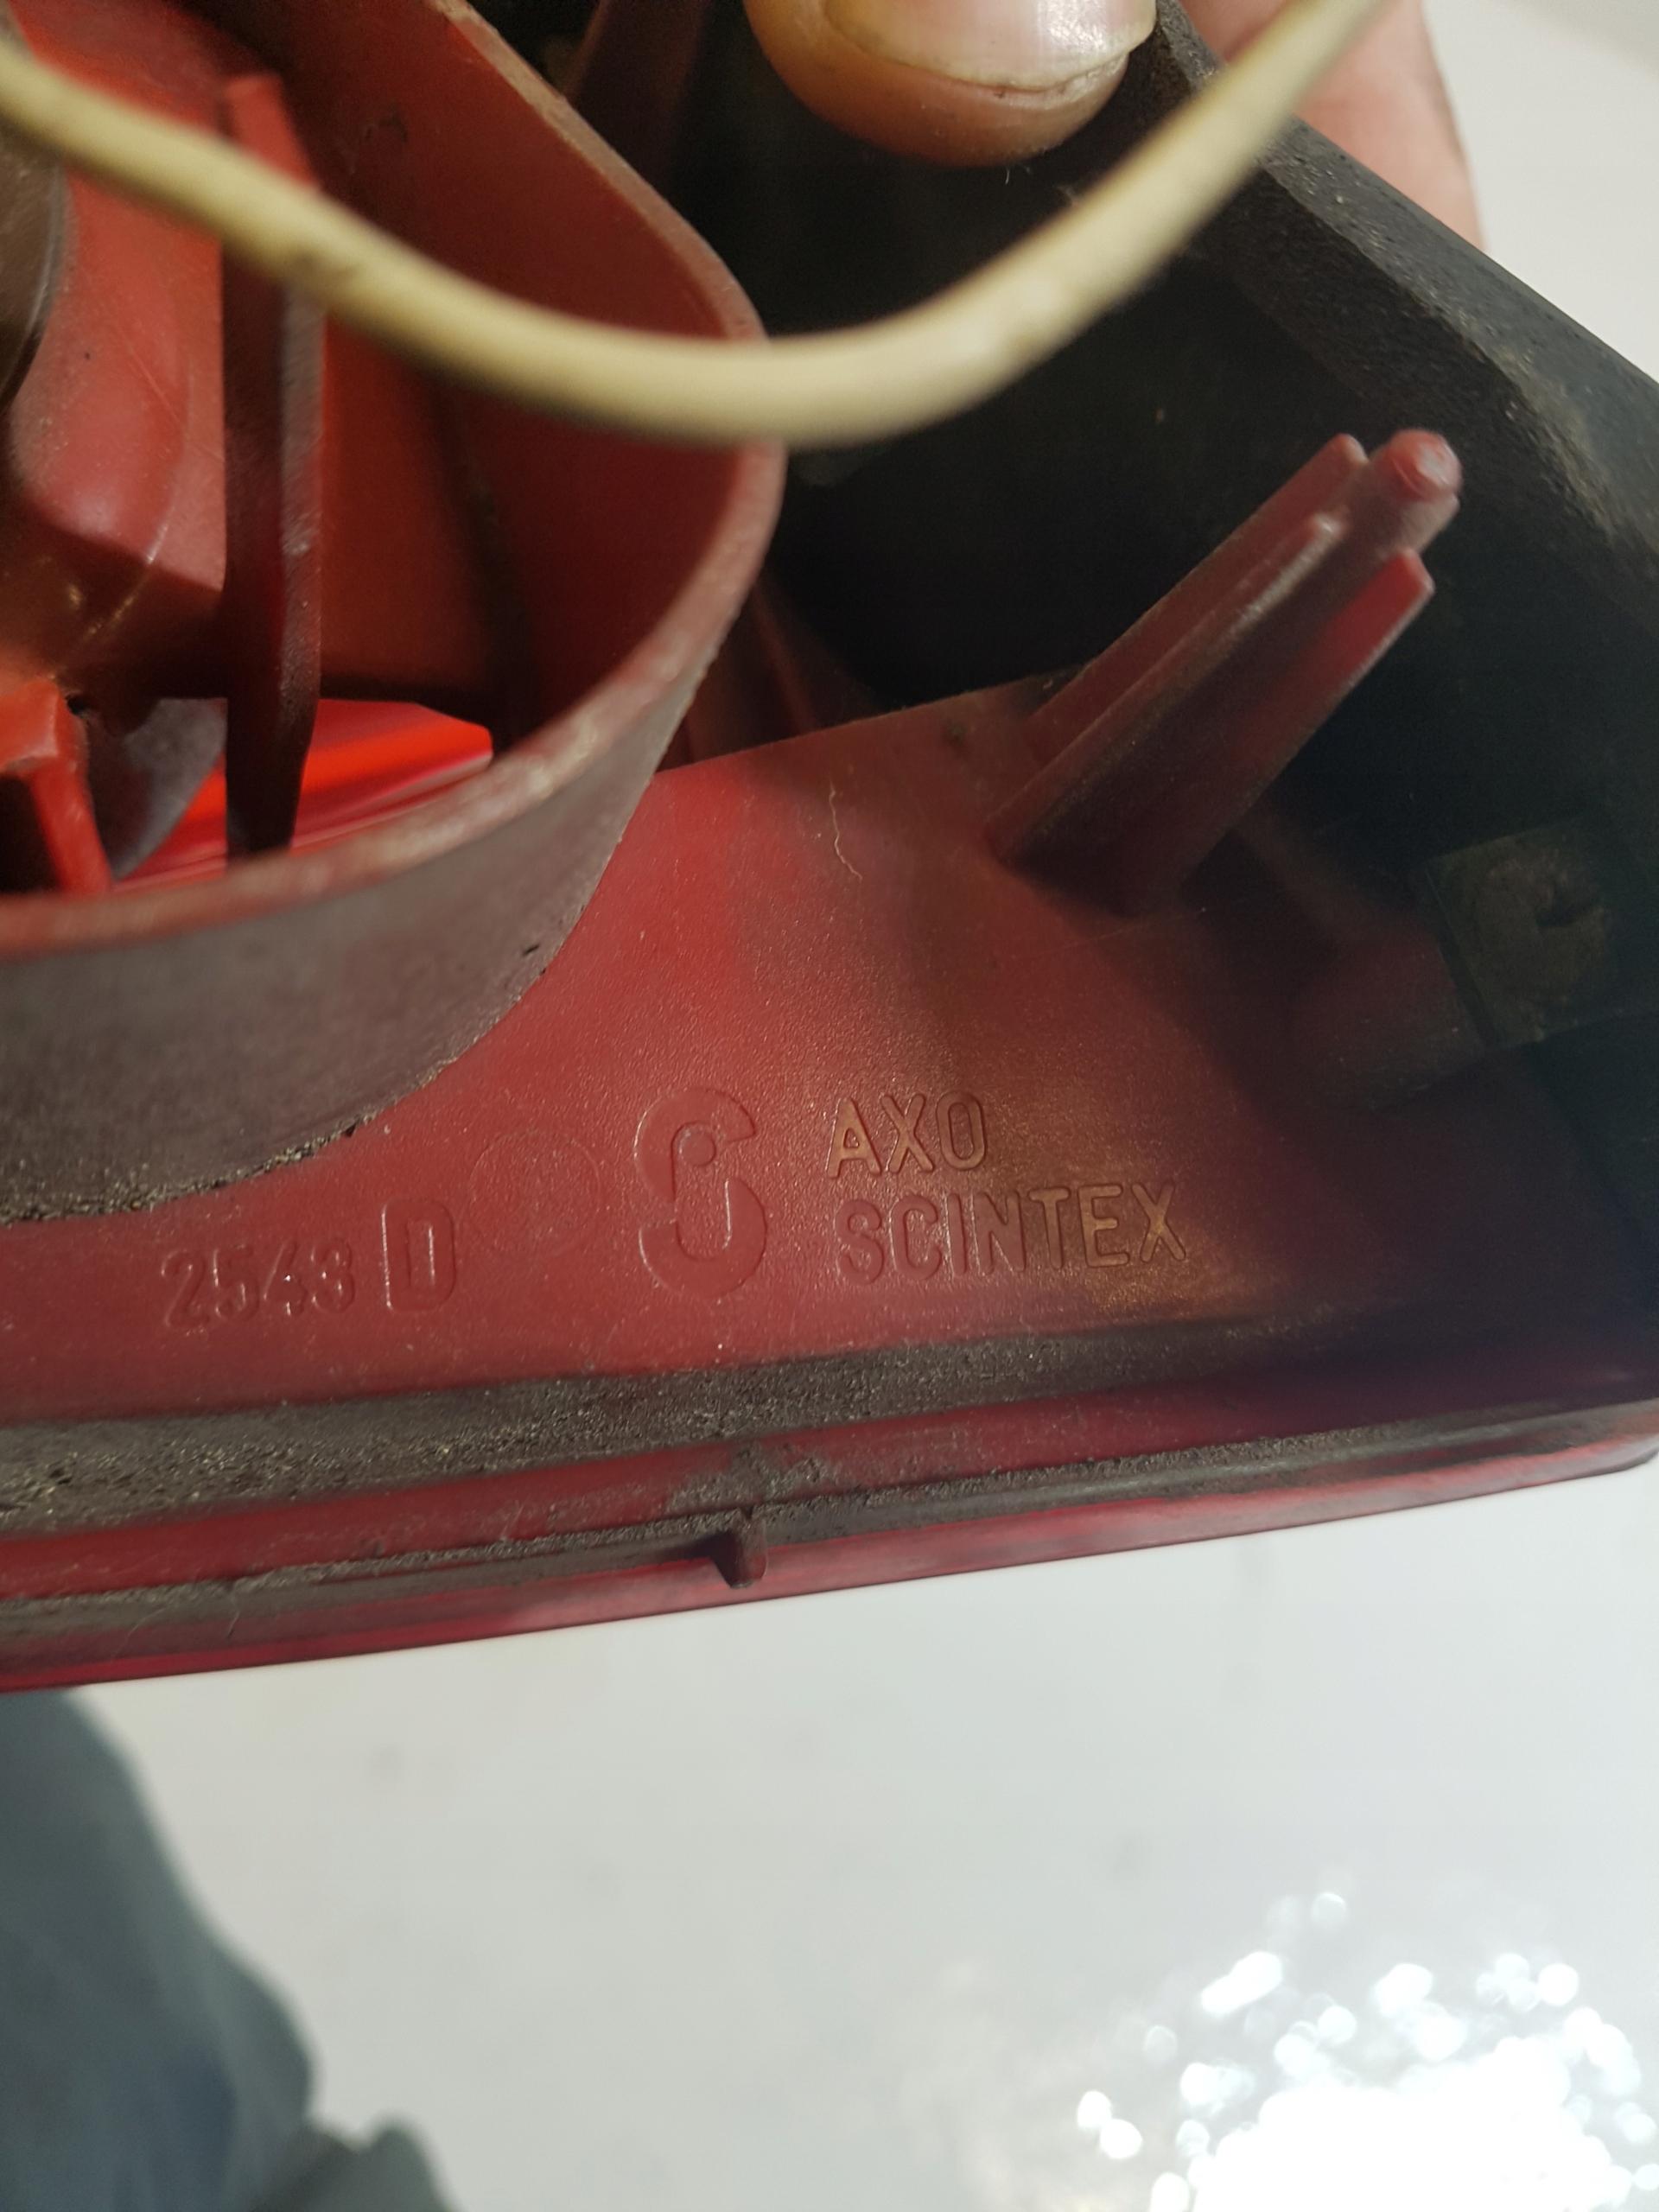 AXO
SCINTEX
2543 D